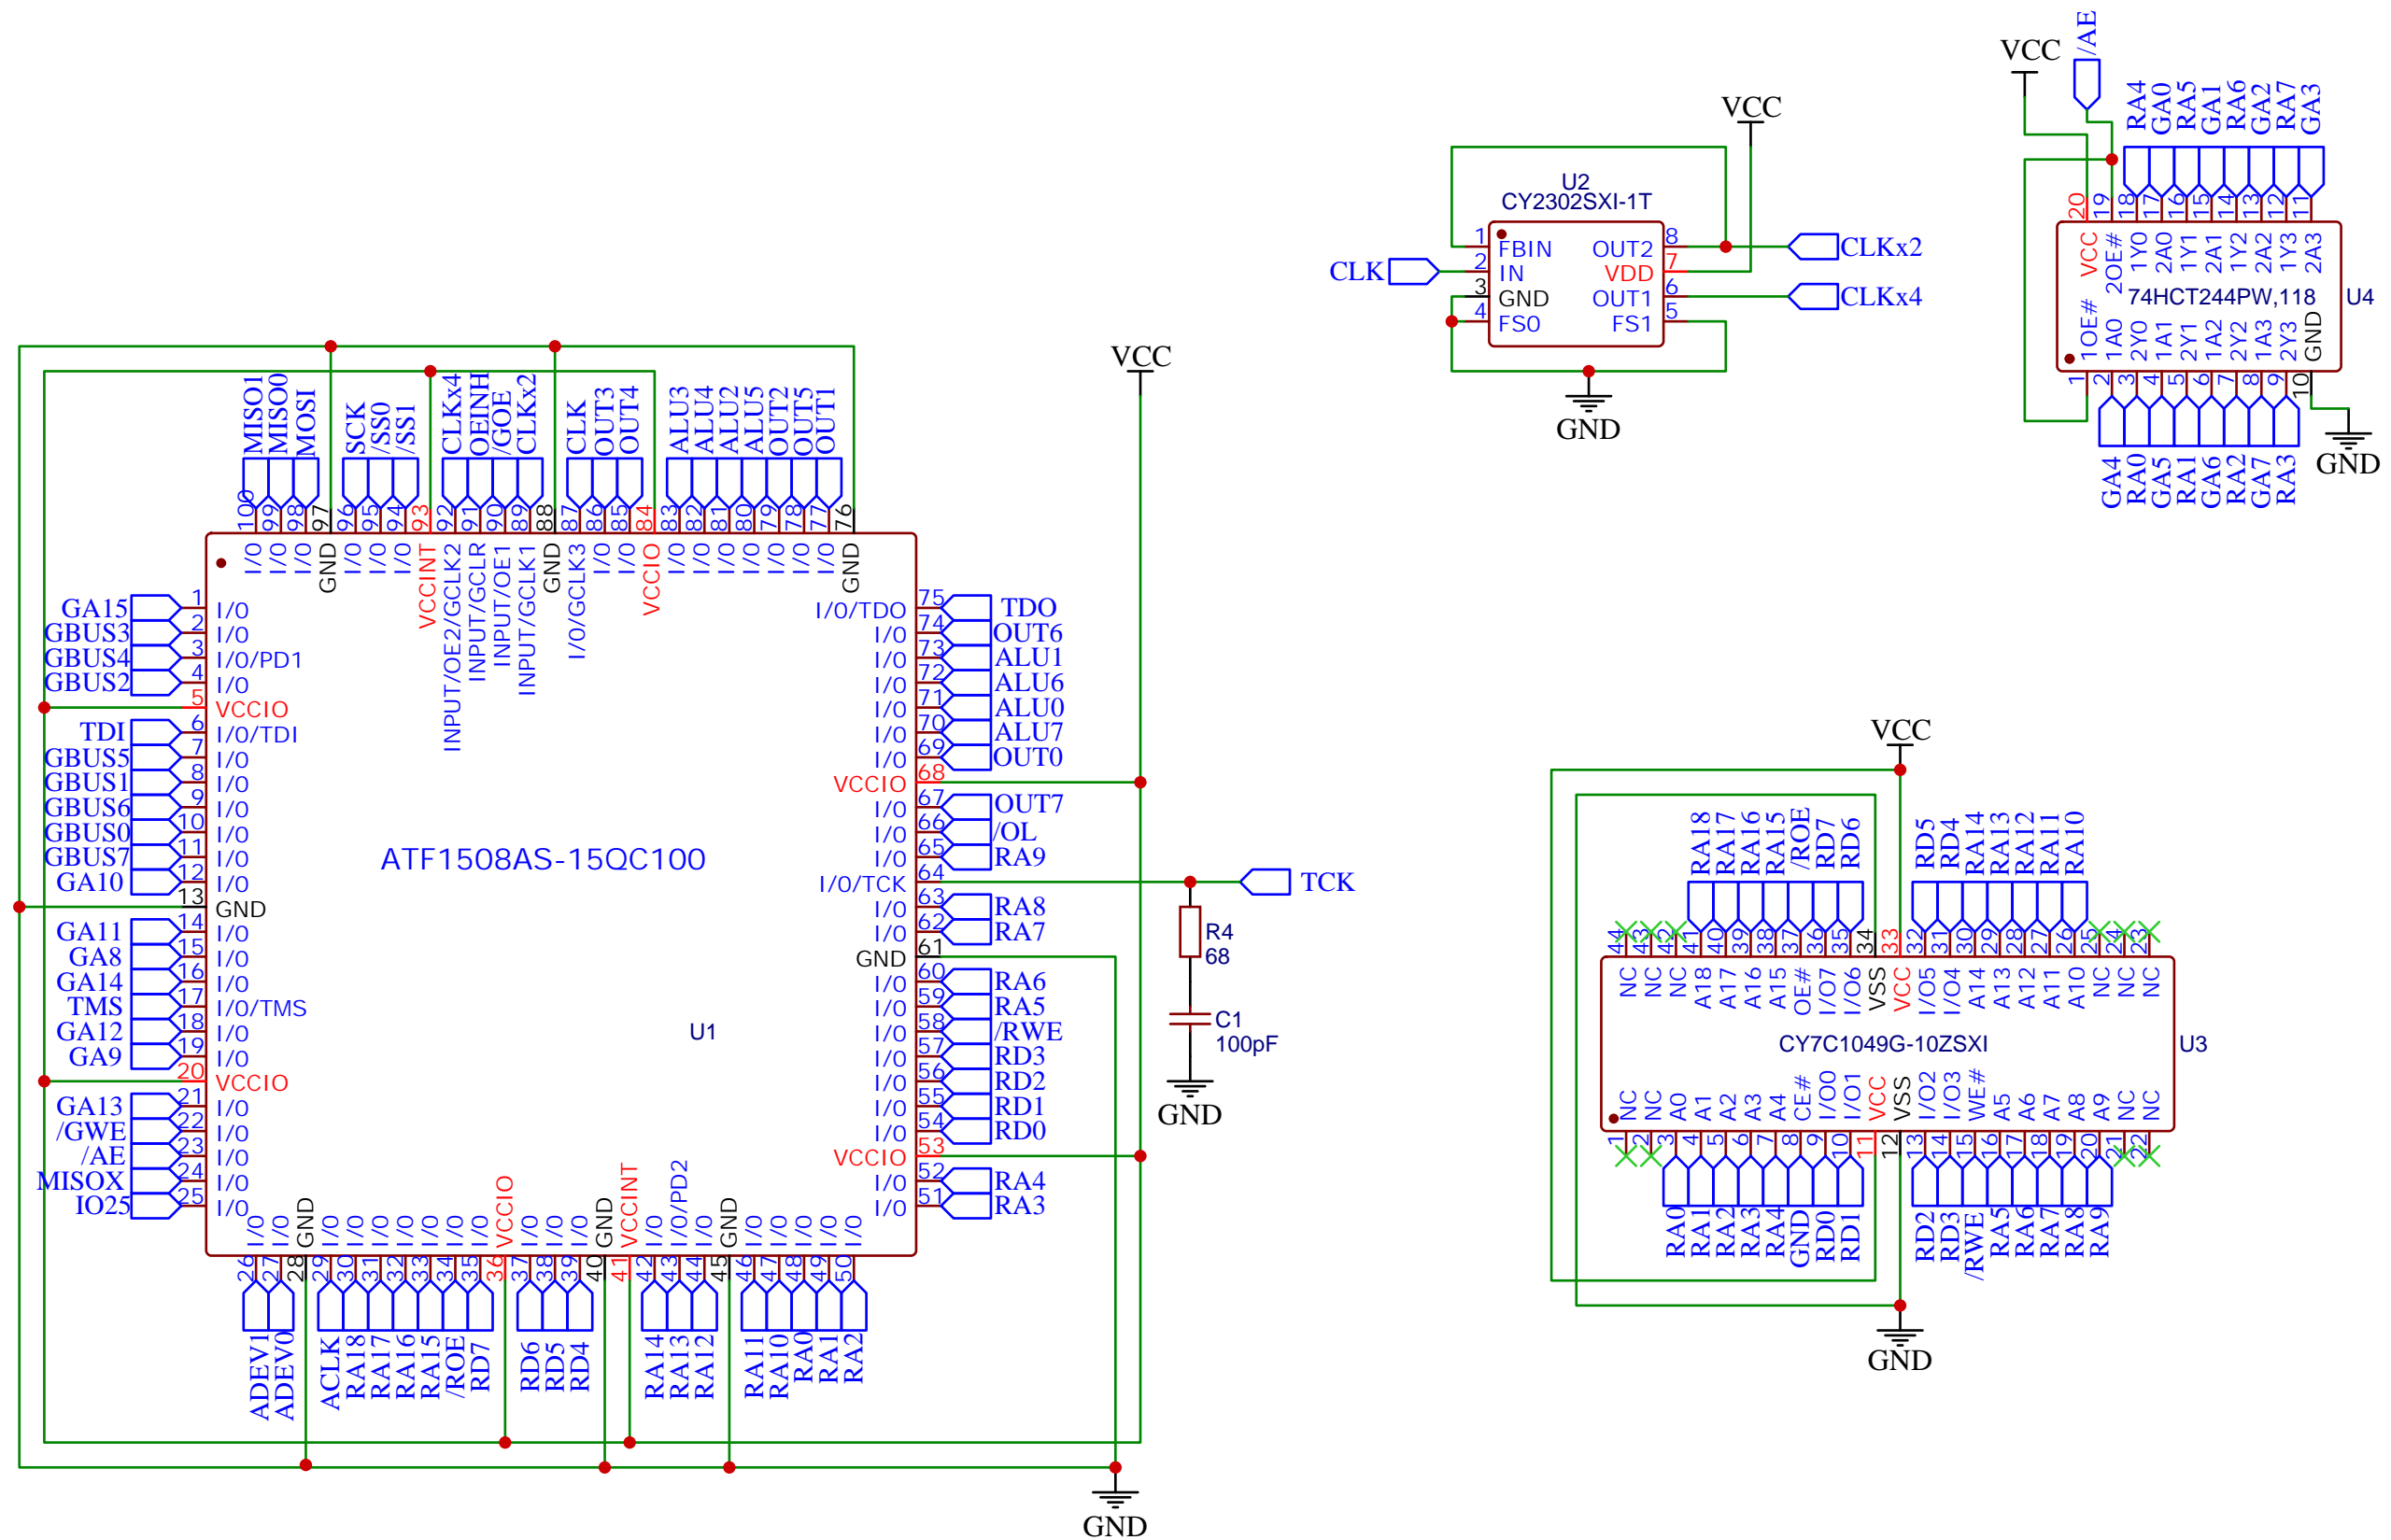 MISO1
MISO0
MOSI
SCK
/SS0
/SS1
CLKx4
OEINH
/GOE
CLKx2
CLK
OUT3
OUT4
ALU3
ALU4
ALU2
ALU5
OUT2
OUT5
OUT1
100 99 98 97 96 95 94 93 92 91 90 89 88 87 86 85 84 83 82 81 80 79 78 77 76
I/O I/O I/O GND I/O I/O I/O VCCINT INPUT/OE2/GCLK2 INPUT/GCLR INPUT/OE1 INPUT/GCLK1 GND I/O/GCLK3 I/O I/O VCCIO I/O I/O I/O I/O I/O I/O I/O GND
GA15 1 I/O
GBUS3 2 I/O
GBUS4 3 I/O/PD1
GBUS2 4 I/O
5 VCCIO
TDI 6 I/O/TDI
GBUS5 7 I/O
GBUS1 8 I/O
GBUS6 9 I/O
GBUS0 10 I/O
GBUS7 11 I/O
GA10 12 I/O
13 GND
GA11 14 I/O
GA8 15 I/O
GA14 16 I/O
TMS 17 I/O/TMS
GA12 18 I/O
GA9 19 I/O
20 VCCIO
GA13 21 I/O
/GWE 22 I/O
/AE 23 I/O
MISOX 24 I/O
IO25 25 I/O
ATF1508AS-15QC100
U1
I/O/TDO 75 TDO
I/O 74 OUT6
I/O 73 ALU1
I/O 72 ALU6
I/O 71 ALU0
I/O 70 ALU7
I/O 69 OUT0
VCCIO 68
I/O 67 OUT7
I/O 66 /OL
I/O 65 RA9
I/O/TCK 64 TCK
I/O 63 RA8
I/O 62 RA7
GND 61
I/O 60 RA6
I/O 59 RA5
I/O 58 /RWE
I/O 57 RD3
I/O 56 RD2
I/O 55 RD1
I/O 54 RD0
VCCIO 53
I/O 52 RA4
I/O 51 RA3
I/O I/O GND I/O I/O I/O I/O I/O I/O I/O VCCIO I/O I/O I/O GND VCCINT I/O I/O/PD2 I/O GND I/O I/O I/O I/O I/O
26 27 28 29 30 31 32 33 34 35 36 37 38 39 40 41 42 43 44 45 46 47 48 49 50
ADEV1
ADEV0
ACLK
RA18
RA17
RA16
RA15
/ROE
RD7
RD6
RD5
RD4
RA14
RA13
RA12
RA11
RA10
RA0
RA1
RA2
VCC
GND
R4
68
C1
100pF
GND
VCC
U2
CY2302SXI-1T
1 FBIN
CLK 2 IN
3 GND
4 FS0
OUT2 8 CLKx2
VDD 7
OUT1 6 CLKx4
FS1 5
GND
VCC
/AE
RA4
GA0
RA5
GA1
RA6
GA2
RA7
GA3
20 19 18 17 16 15 14 13 12 11
VCC 2OE# 1Y0 2A0 1Y1 2A1 1Y2 2A2 1Y3 2A3
74HCT244PW,118
U4
1OE# 1A0 2Y0 1A1 2Y1 1A2 2Y2 1A3 2Y3 GND
1 2 3 4 5 6 7 8 9 10
GA4
RA0
GA5
RA1
GA6
RA2
GA7
RA3
GND
VCC
RA18
RA17
RA16
RA15
/ROE
RD7
RD6
RD5
RD4
RA14
RA13
RA12
RA11
RA10
44 43 42 41 40 39 38 37 36 35 34 33 32 31 30 29 28 27 26 25 24 23
NC NC NC A18 A17 A16 A15 OE# I/O7 I/O6 VSS VCC I/O5 I/O4 A14 A13 A12 A11 A10 NC NC NC
CY7C1049G-10ZSXI
U3
NC NC A0 A1 A2 A3 A4 CE# I/O0 I/O1 VCC VSS I/O2 I/O3 WE# A5 A6 A7 A8 A9 NC NC
1 2 3 4 5 6 7 8 9 10 11 12 13 14 15 16 17 18 19 20 21 22
RA0
RA1
RA2
RA3
RA4
GND
RD0
RD1
RD2
RD3
/RWE
RA5
RA6
RA7
RA8
RA9
GND